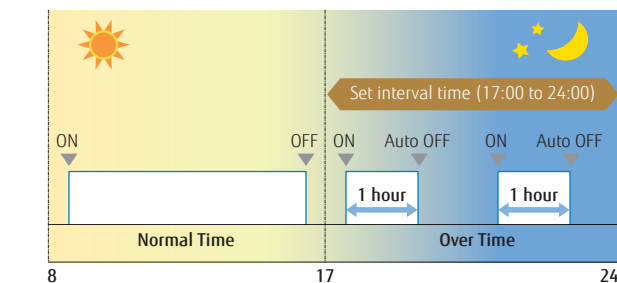 Set interval time (17:00 to 24:00)
ON OFF ON Auto OFF ON Auto OFF
1 hour 1 hour
Normal Time Over Time
8 17 24